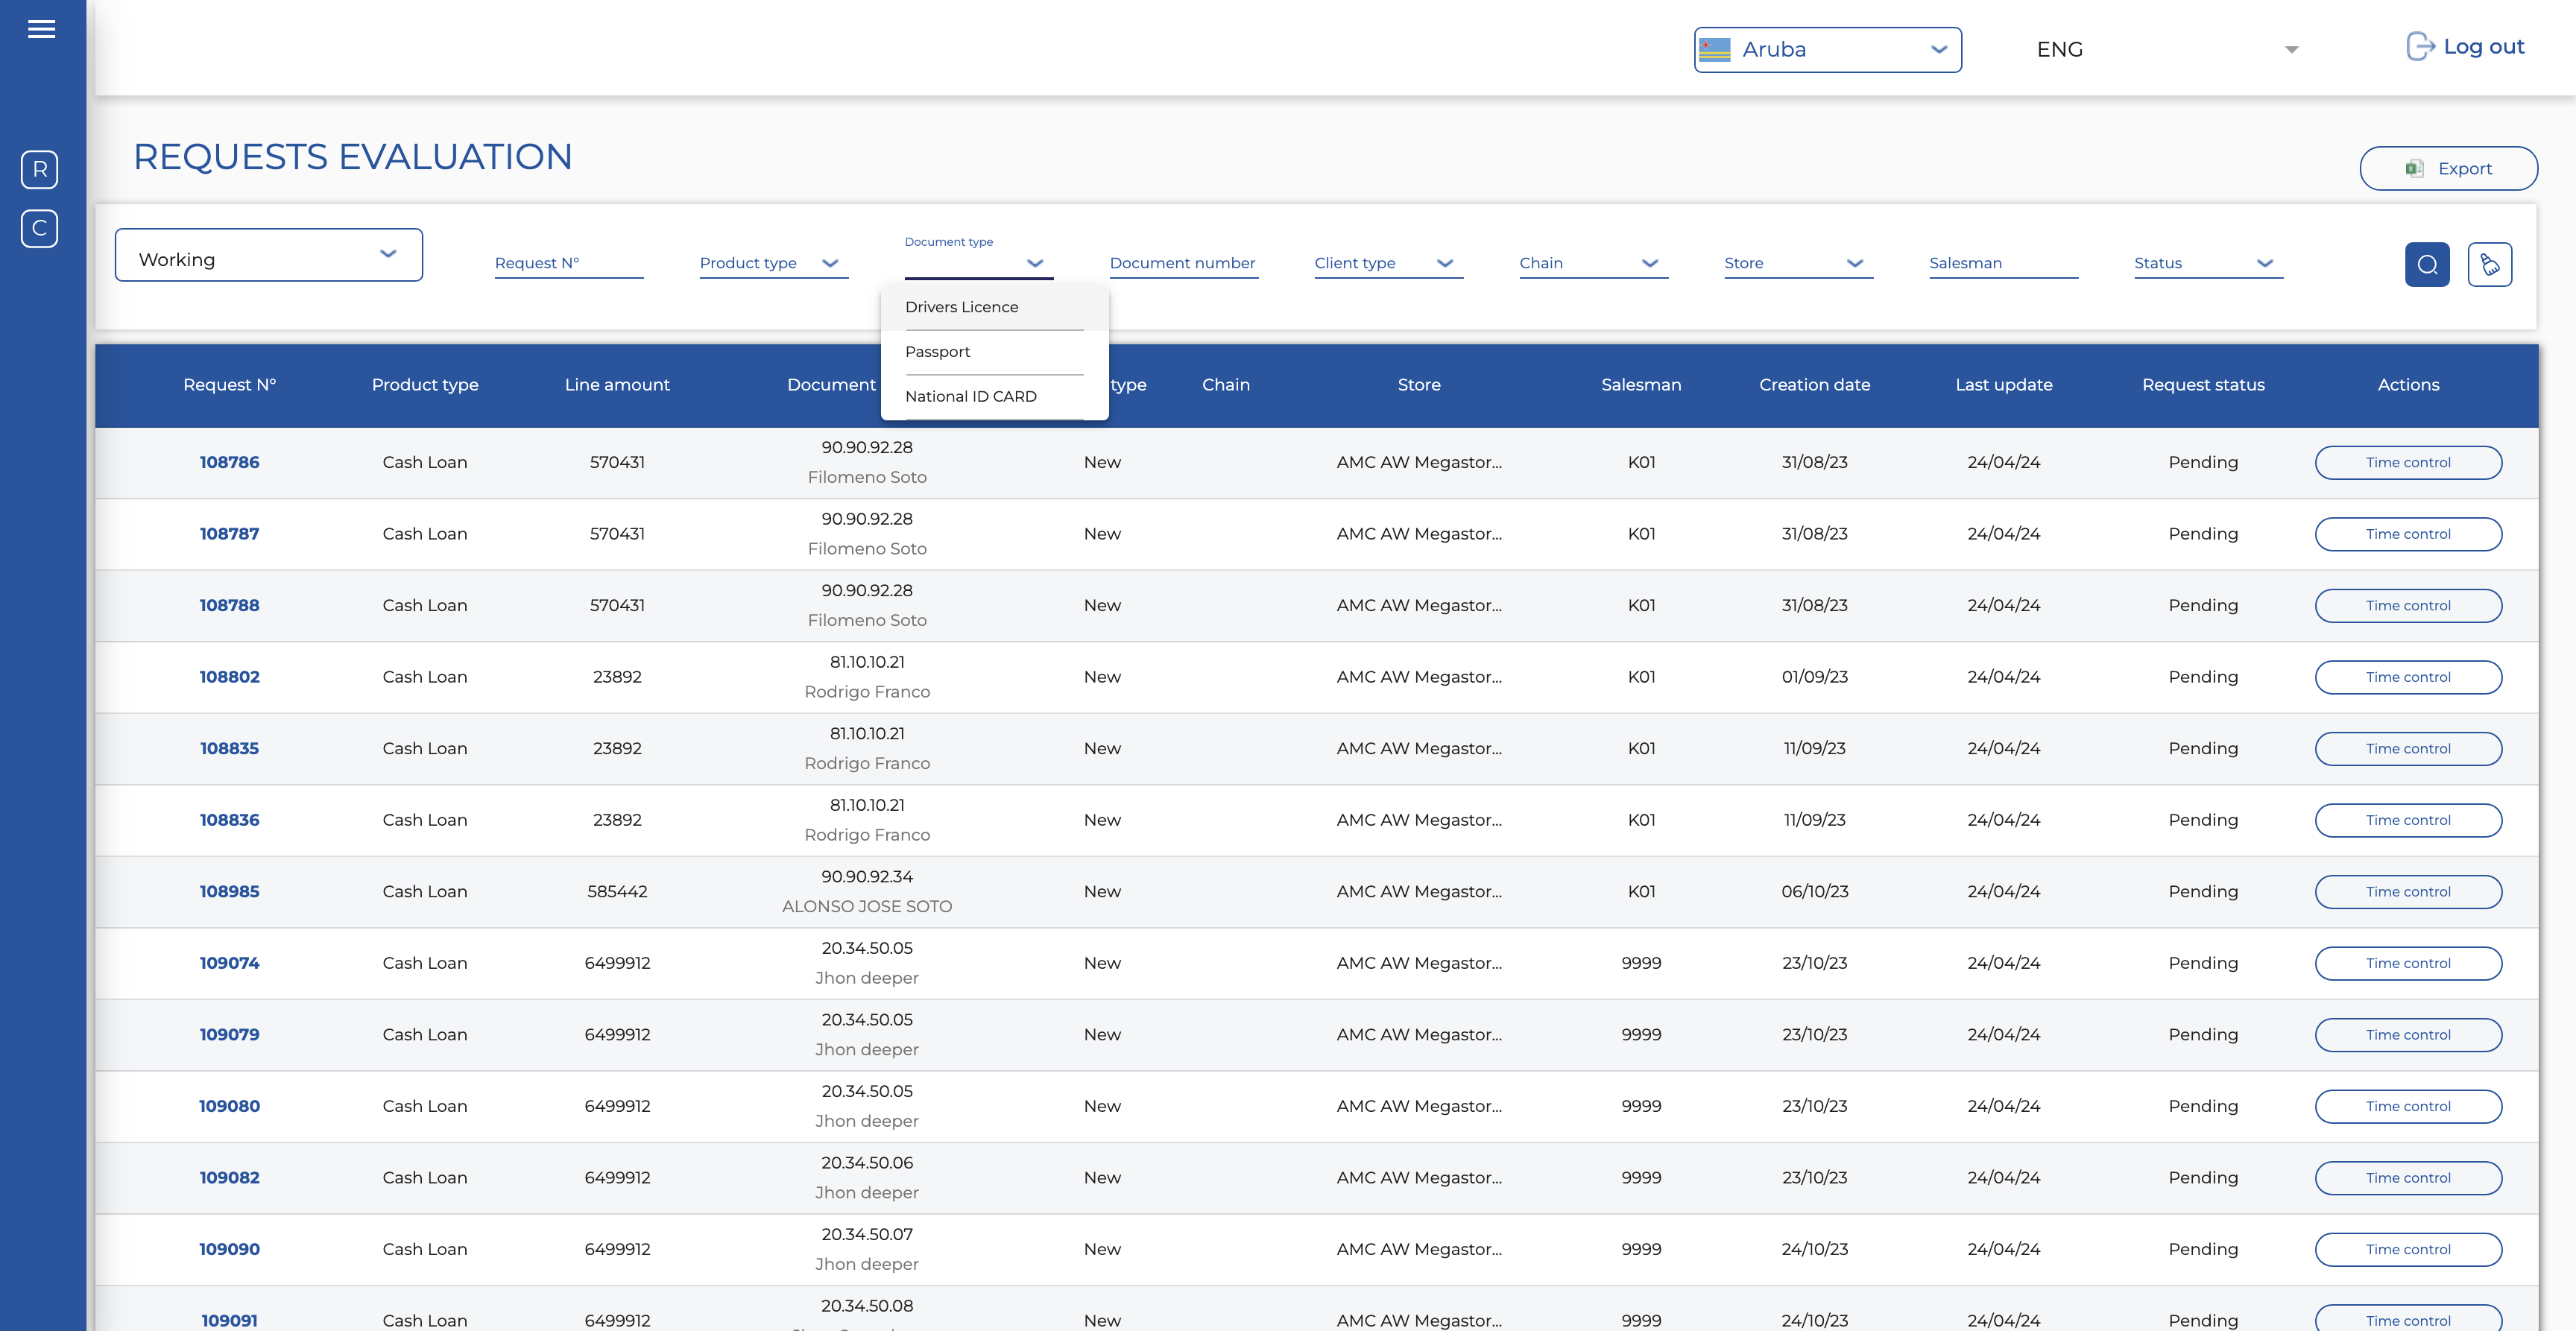 Aruba
ENG
Log out
R
C
REQUESTS EVALUATION
Export
Working
Request N°
Product type
Document type
Document number
Client type
Chain
Store
Salesman
Status
Drivers Licence
Passport
National ID CARD
Request N° Product type Line amount Document type Chain Store Salesman Creation date Last update Request status Actions
108786 Cash Loan 570431 90.90.92.28 New AMC AW Megastor... K01 31/08/23 24/04/24 Pending Time control
Filomeno Soto
108787 Cash Loan 570431 90.90.92.28 New AMC AW Megastor... K01 31/08/23 24/04/24 Pending Time control
Filomeno Soto
108788 Cash Loan 570431 90.90.92.28 New AMC AW Megastor... K01 31/08/23 24/04/24 Pending Time control
Filomeno Soto
108802 Cash Loan 23892 81.10.10.21 New AMC AW Megastor... K01 01/09/23 24/04/24 Pending Time control
Rodrigo Franco
108835 Cash Loan 23892 81.10.10.21 New AMC AW Megastor... K01 11/09/23 24/04/24 Pending Time control
Rodrigo Franco
108836 Cash Loan 23892 81.10.10.21 New AMC AW Megastor... K01 11/09/23 24/04/24 Pending Time control
Rodrigo Franco
108985 Cash Loan 585442 90.90.92.34 New AMC AW Megastor... K01 06/10/23 24/04/24 Pending Time control
ALONSO JOSE SOTO
109074 Cash Loan 6499912 20.34.50.05 New AMC AW Megastor... 9999 23/10/23 24/04/24 Pending Time control
Jhon deeper
109079 Cash Loan 6499912 20.34.50.05 New AMC AW Megastor... 9999 23/10/23 24/04/24 Pending Time control
Jhon deeper
109080 Cash Loan 6499912 20.34.50.05 New AMC AW Megastor... 9999 23/10/23 24/04/24 Pending Time control
Jhon deeper
109082 Cash Loan 6499912 20.34.50.06 New AMC AW Megastor... 9999 23/10/23 24/04/24 Pending Time control
Jhon deeper
109090 Cash Loan 6499912 20.34.50.07 New AMC AW Megastor... 9999 24/10/23 24/04/24 Pending Time control
Jhon deeper
109091 Cash Loan 6499912 20.34.50.08 New AMC AW Megastor... 9999 24/10/23 24/04/24 Pending Time control